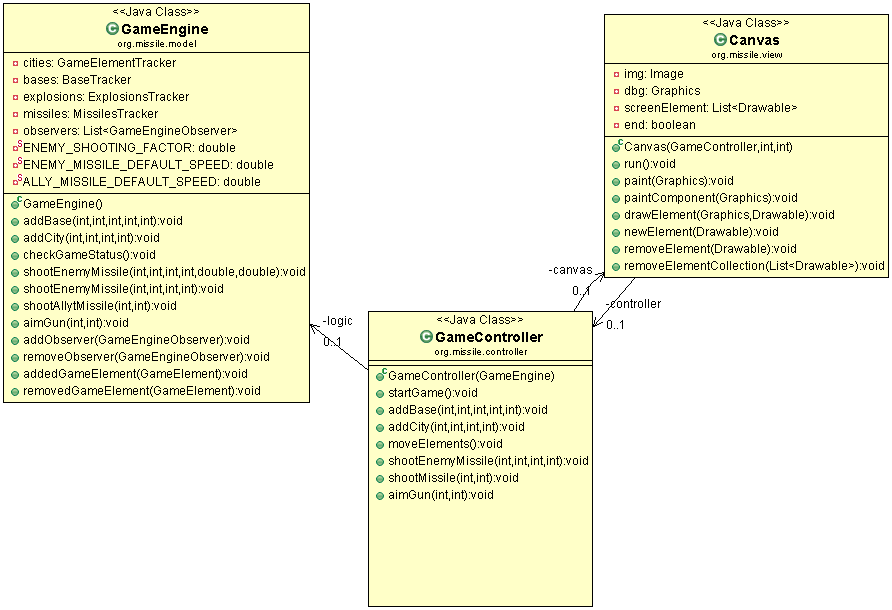 <<Java Class>>
GameEngine
org.missile.model
cities: GameElementTracker
bases: BaseTracker
explosions: ExplosionsTracker
missiles: MissilesTracker
observers: List<GameEngineObserver>
ENEMY_SHOOTING_FACTOR: double
ENEMY_MISSILE_DEFAULT_SPEED: double
ALLY_MISSILE_DEFAULT_SPEED: double
GameEngine()
addBase(int,int,int,int,int):void
addCity(int,int,int,int):void
checkGameStatus():void
shootEnemyMissile(int,int,int,int,double,double):void
shootEnemyMissile(int,int,int,int):void
shootAllytMissile(int,int):void
aimGun(int,int):void
addObserver(GameEngineObserver):void
removeObserver(GameEngineObserver):void
addedGameElement(GameElement):void
removedGameElement(GameElement):void
-logic
0..1
<<Java Class>>
GameController
org.missile.controller
GameController(GameEngine)
startGame():void
addBase(int,int,int,int,int):void
addCity(int,int,int,int):void
moveElements():void
shootEnemyMissile(int,int,int,int):void
shootMissile(int,int):void
aimGun(int,int):void
-canvas
0..1
-controller
0..1
<<Java Class>>
Canvas
org.missile.view
img: Image
dbg: Graphics
screenElement: List<Drawable>
end: boolean
Canvas(GameController,int,int)
run():void
paint(Graphics):void
paintComponent(Graphics):void
drawElement(Graphics,Drawable):void
newElement(Drawable):void
removeElement(Drawable):void
removeElementCollection(List<Drawable>):void